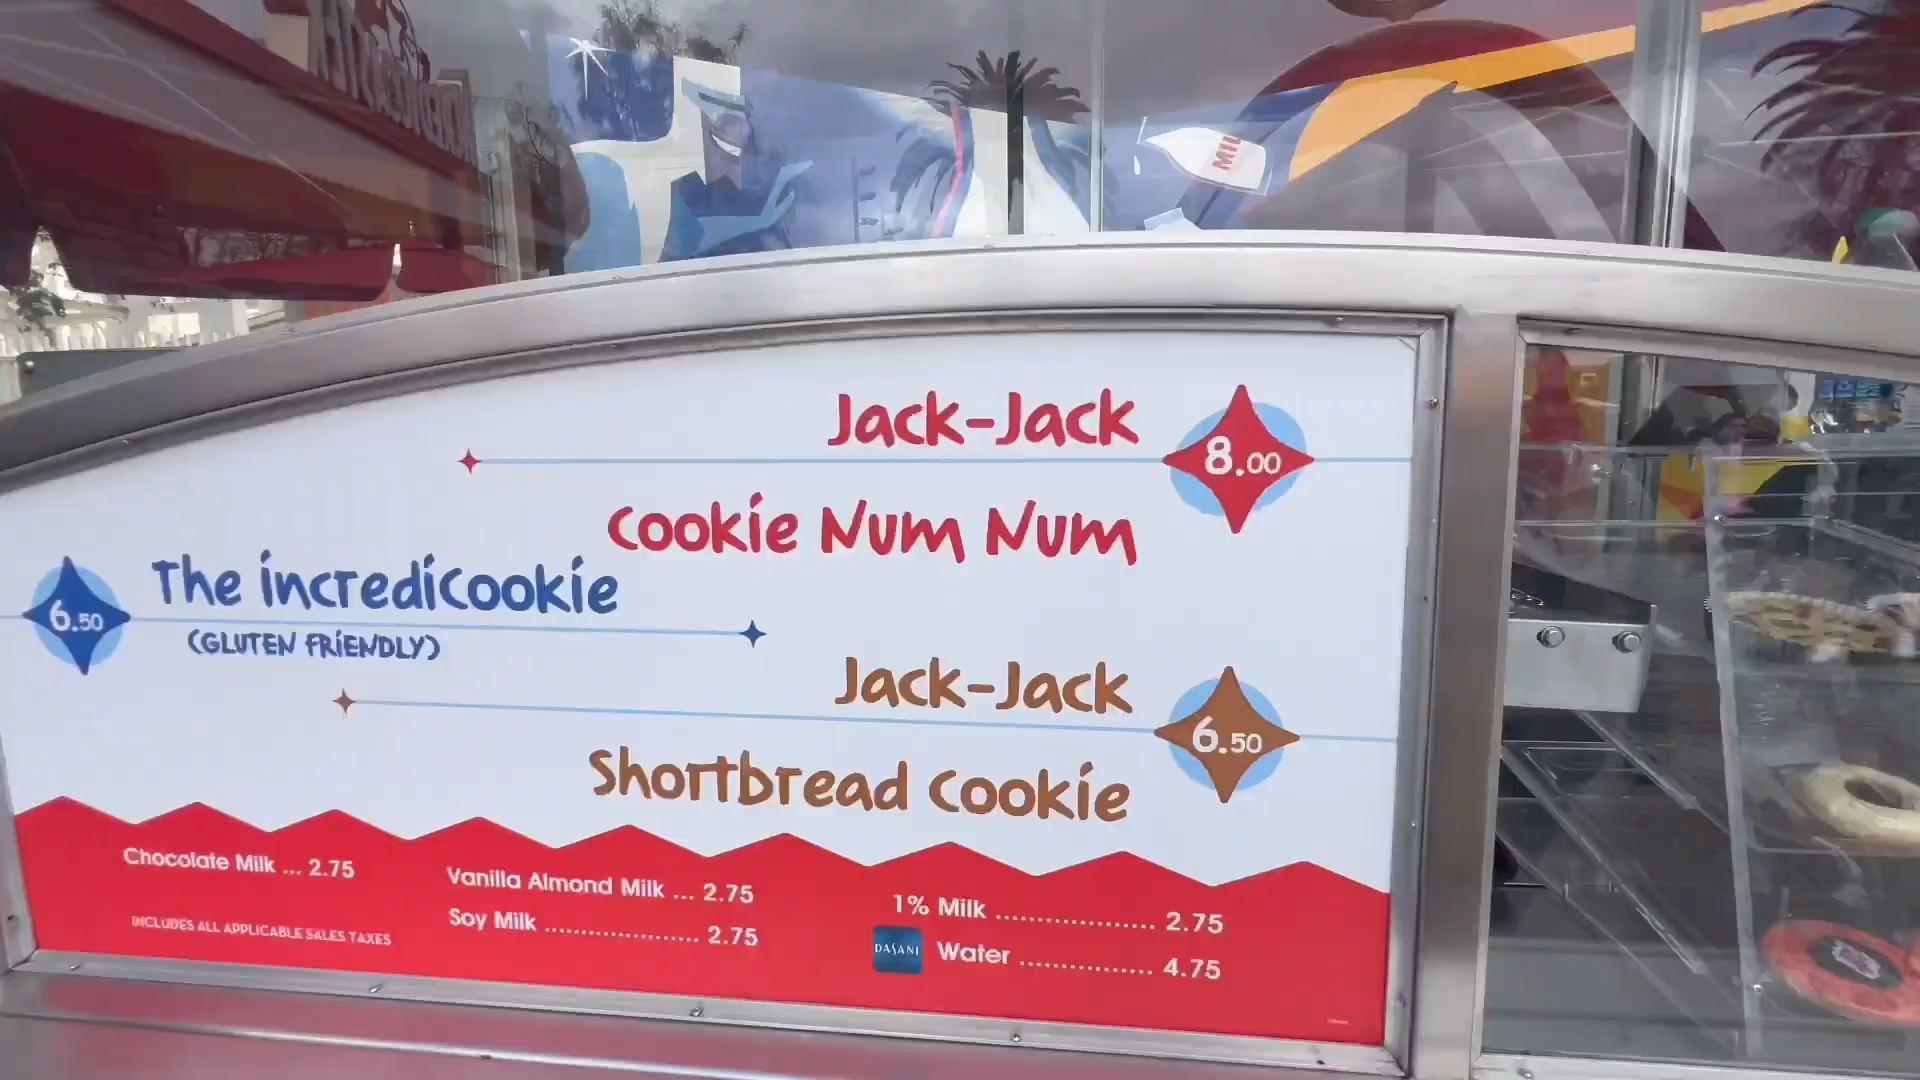 MIL
Jack-Jack
8.00
Cookie Num Num
6.50
The incredicookie
(GLUTEN FRIENDLY)
Jack-Jack
6.50
Shortbread Cookie
Chocolate Milk ... 2.75
INCLUDES ALL APPLICABLE SALES TAXES
Vanilla Almond Milk ... 2.75
Soy Milk ........................ 2.75
1% Milk ........................ 2.75
DASANI Water .................... 4.75